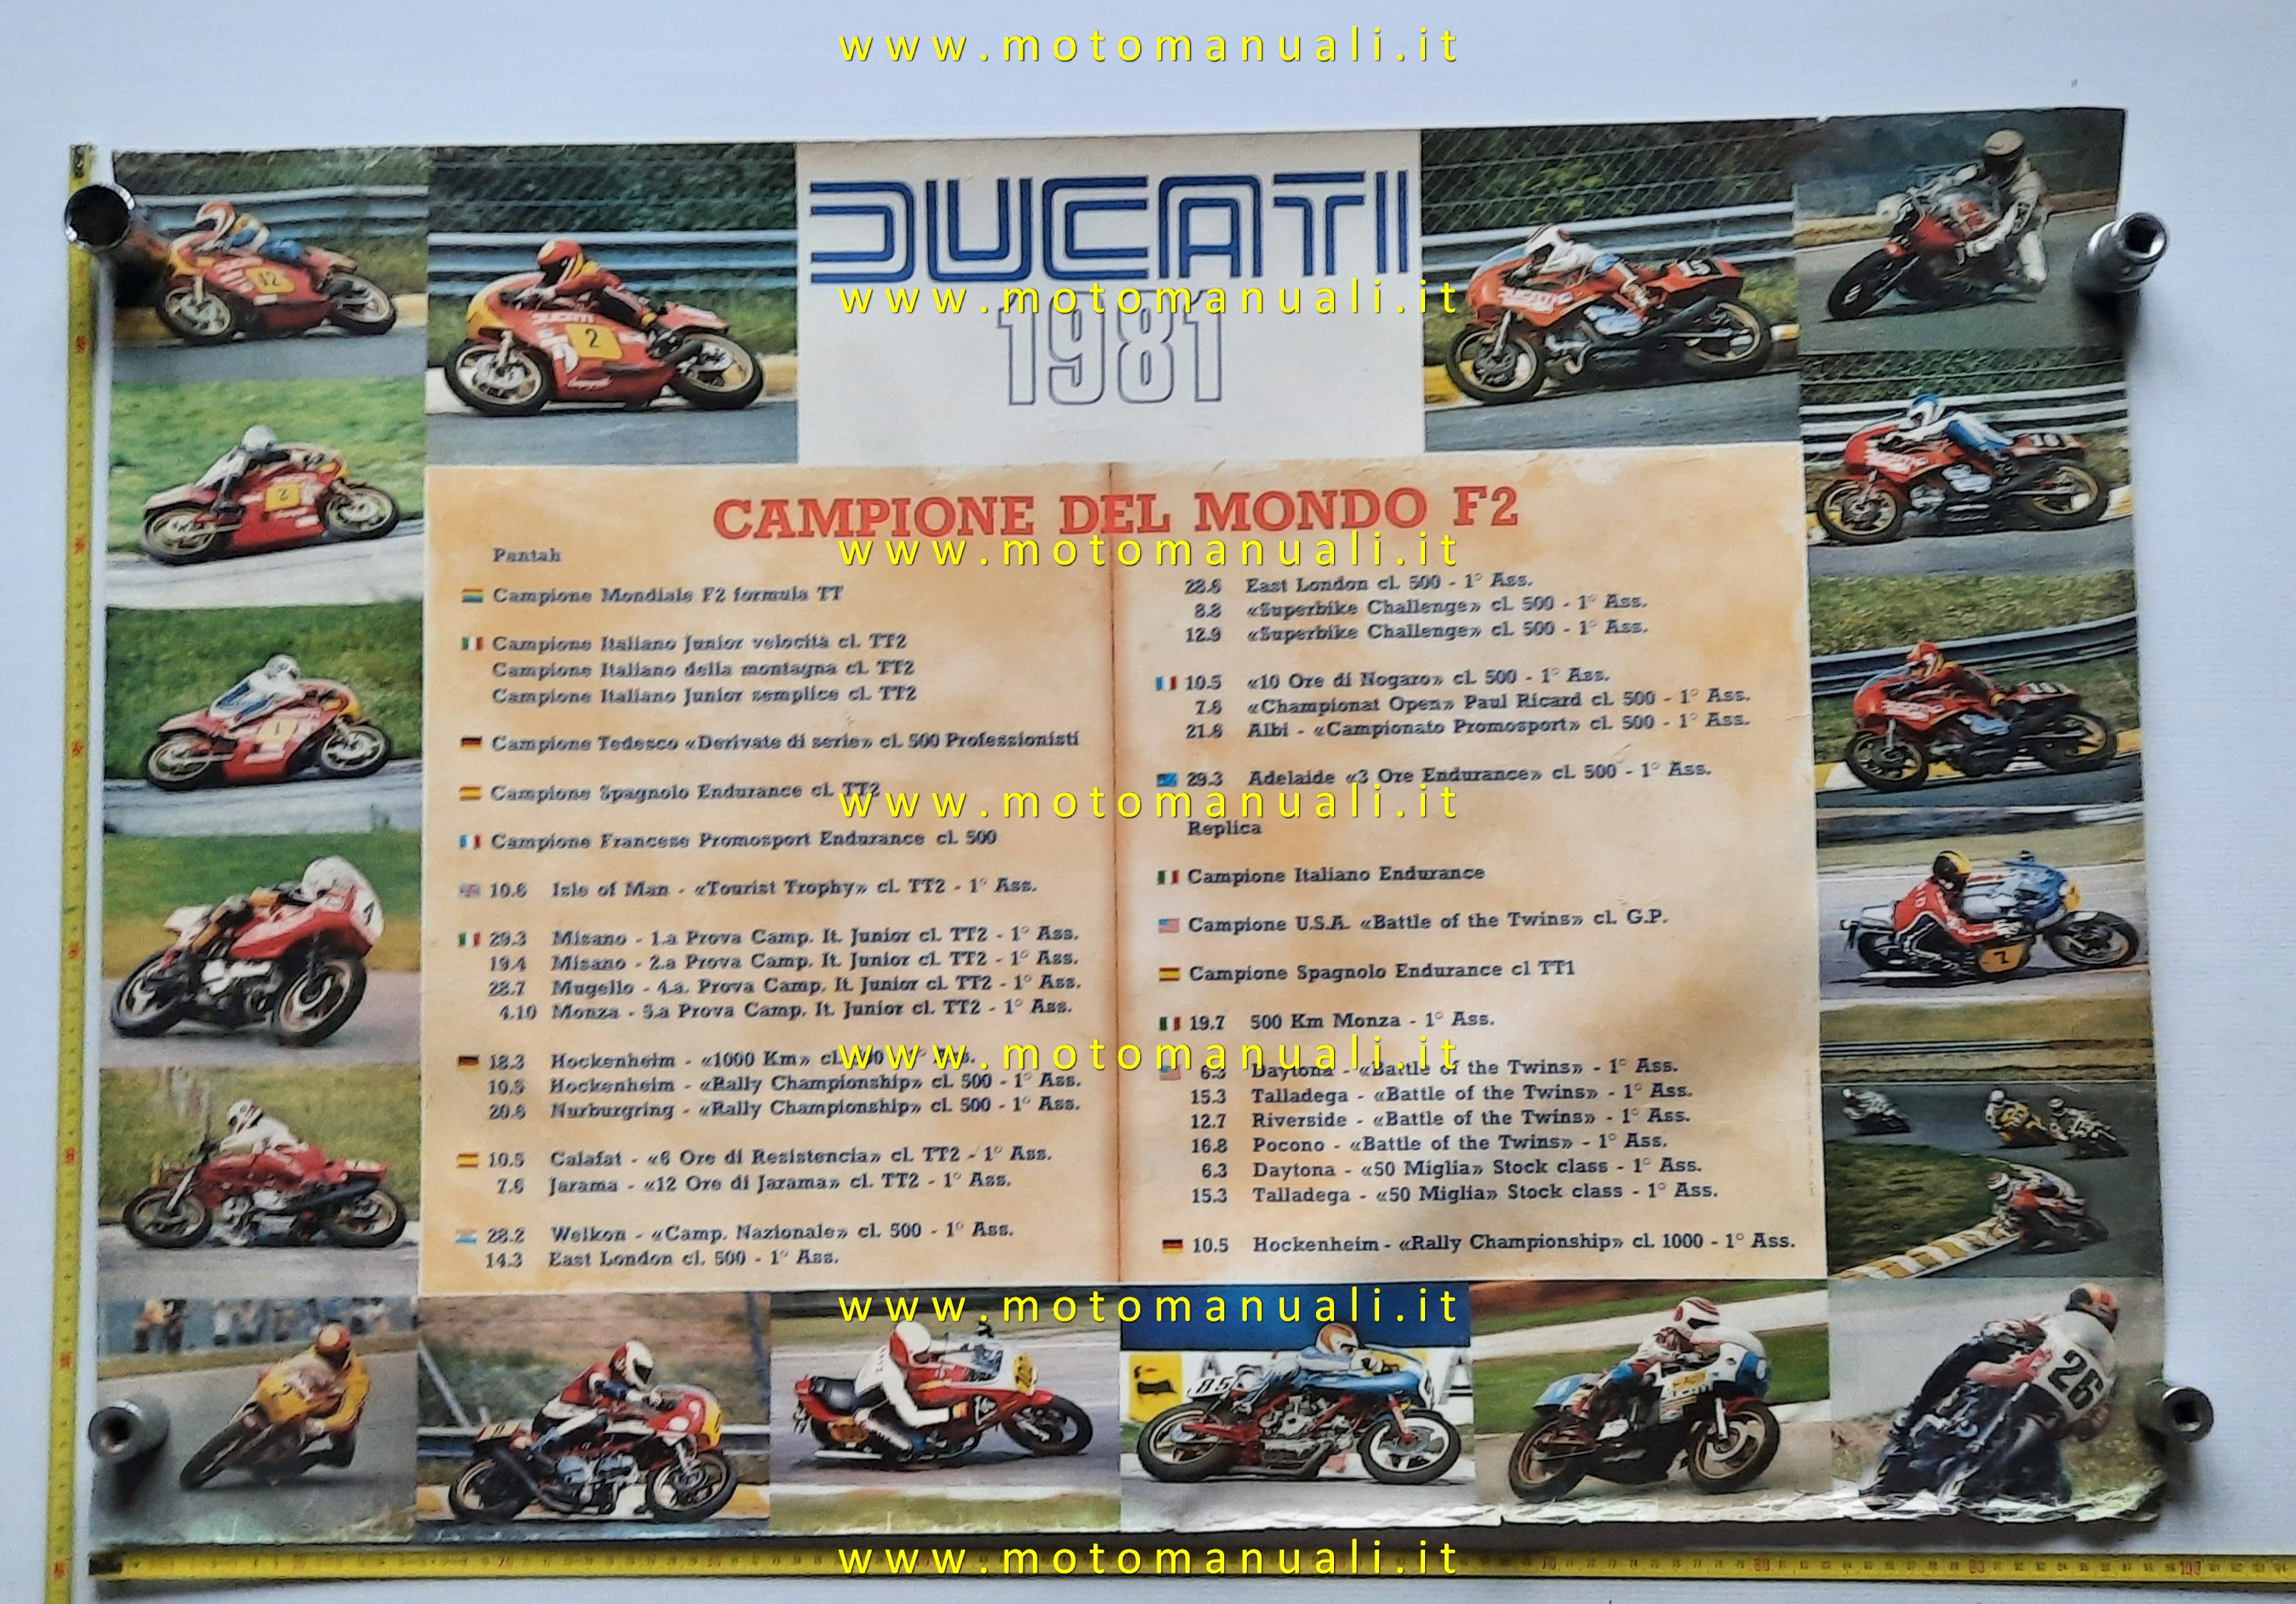 www.motomanuali.it
DUCATI
www.motomanuali.it
1981
CAMPIONE DEL MONDO F2
www.motomanuali.it
Pantah
Campione Mondiale F2 formula TT
Campione Italiano Junior velocità cl. TT2
Campione Italiano della montagna cl. TT2
Campione Italiano Junior semplice cl. TT2
Campione Tedesco «Derivate di serie» cl. 500 Professionisti
Campione Spagnolo Endurance cl. TT2
www.motomanuali.it
Campione Francese Promosport Endurance cl. 500
10.6 Isle of Man - «Tourist Trophy» cl. TT2 - 1° Ass.
29.3 Misano - 1.a Prova Camp. It. Junior cl. TT2 - 1° Ass.
19.4 Misano - 2.a Prova Camp. It. Junior cl. TT2 - 1° Ass.
28.7 Mugello - 4.a. Prova Camp. It. Junior cl. TT2 - 1° Ass.
4.10 Monza - 5.a Prova Camp. It. Junior cl. TT2 - 1° Ass.
Hockenheim - «1000 Km» cl.
www.motomanuali.it
Hockenheim - «Rally Championship» cl. 500 - 1° Ass.
Nurburgring - «Rally Championship» cl. 500 - 1° Ass.
10.5 Calafat - «6 Ore di Resistencia» cl. TT2 - 1° Ass.
7.6 Jarama - «12 Ore di Jarama» cl. TT2 - 1° Ass.
28.2 Welkon - «Camp. Nazionale» cl. 500 - 1° Ass.
14.3 East London cl. 500 - 1° Ass.
28.6 East London cl. 500 - 1° Ass.
8.8 «Superbike Challenge» cl. 500 - 1° Ass.
12.9 «Superbike Challenge» cl. 500 - 1° Ass.
10.5 «10 Ore di Nogaro» cl. 500 - 1° Ass.
«Championat Open» Paul Ricard cl. 500 - 1° Ass.
Albi - «Campionato Promosport» cl. 500 - 1° Ass.
29.3 Adelaide «3 Ore Endurance» cl. 500 - 1° Ass.
Replica
Campione Italiano Endurance
Campione U.S.A. «Battle of the Twins» cl. G.P.
Campione Spagnolo Endurance cl TT1
19.7 500 Km Monza - 1° Ass.
6.3 Daytona - «Battle of the Twins» - 1° Ass.
15.3 Talladega - «Battle of the Twins» - 1° Ass.
12.7 Riverside - «Battle of the Twins» - 1° Ass.
16.8 Pocono - «Battle of the Twins» - 1° Ass.
6.3 Daytona - «50 Miglia» Stock class - 1° Ass.
15.3 Talladega - «50 Miglia» Stock class - 1° Ass.
10.5 Hockenheim - «Rally Championship» cl. 1000 - 1° Ass.
www.motomanuali.it
www.motomanuali.it
12
2
DUCATI
15
2
85
26